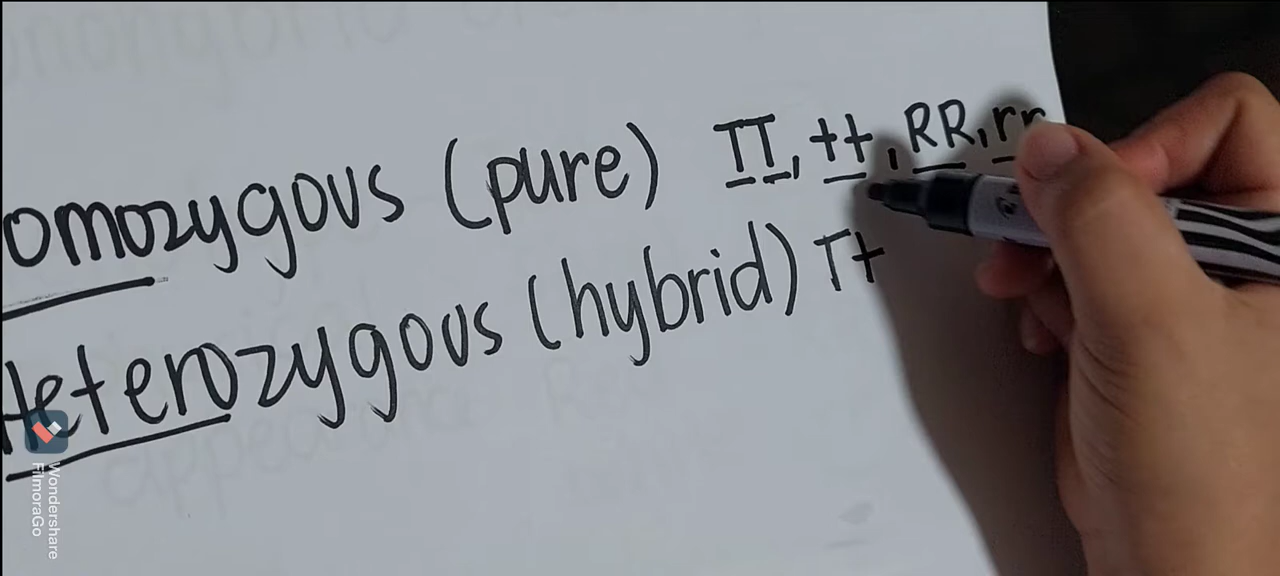 omozygous (pure) TT, tt, RR, rr
Heterozygous (hybrid) Tt
Wondershare
FilmoraGo